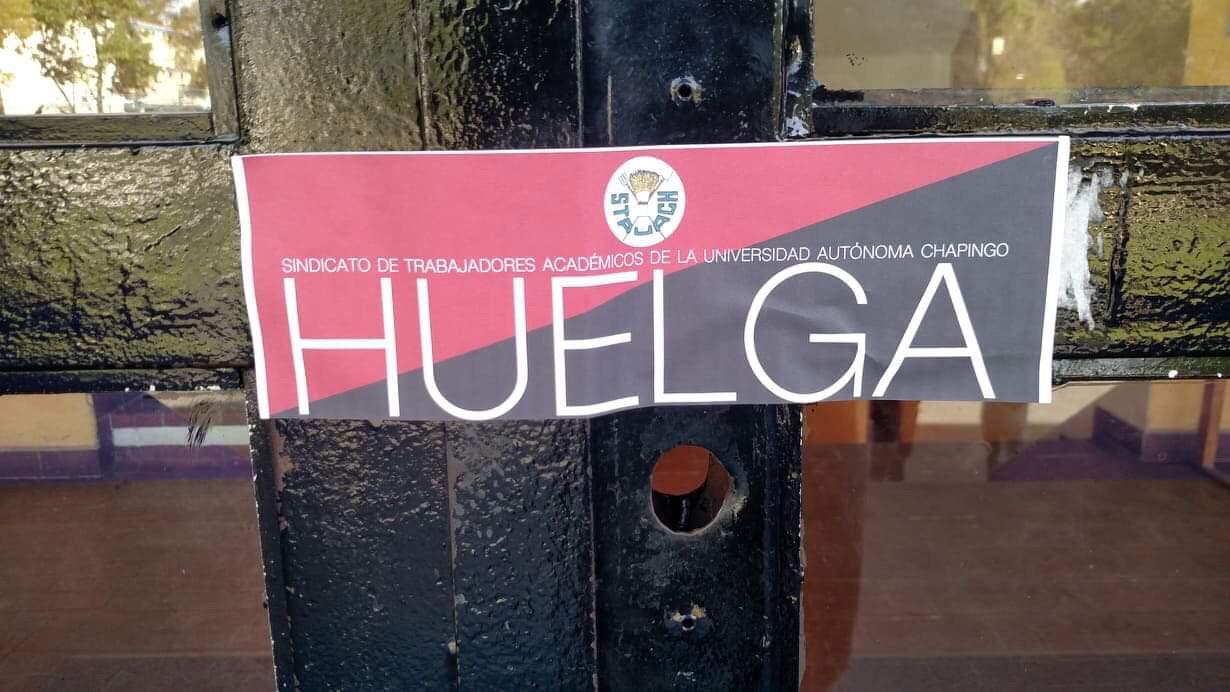 STAUACH
SINDICATO DE TRABAJADORES ACADÉMICOS DE LA UNIVERSIDAD AUTÓNOMA CHAPINGO
HUELGA